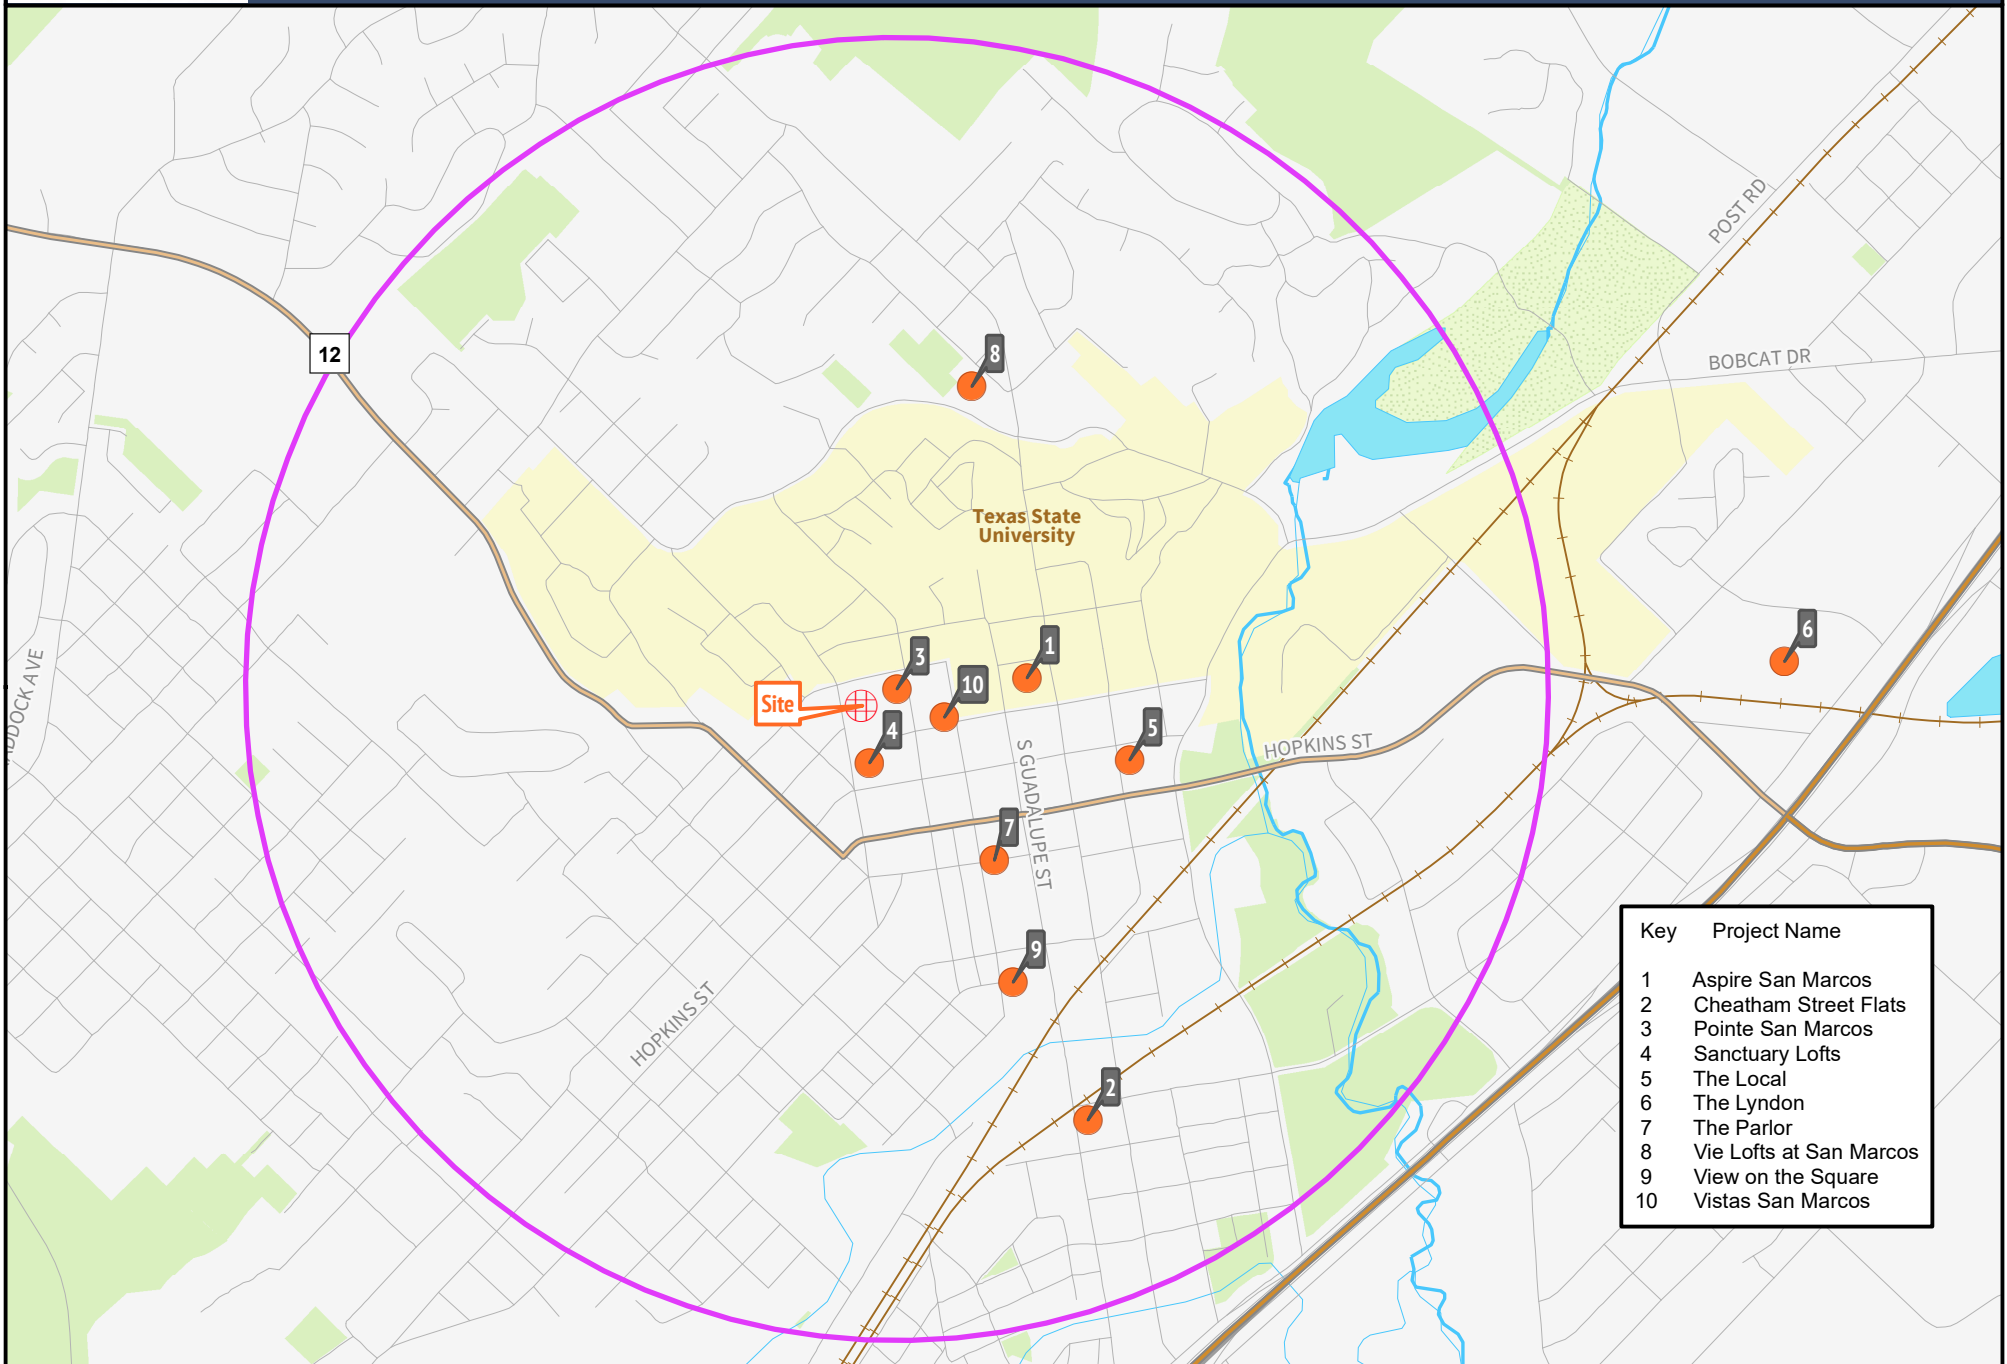 POST RD
12
8
BOBCAT DR
Texas State
University
6
1
3
10
Site
4
5
S GUADALUPE ST
HOPKINS ST
7
9
HOPKINS ST
2
Key Project Name
1 Aspire San Marcos
2 Cheatham Street Flats
3 Pointe San Marcos
4 Sanctuary Lofts
5 The Local
6 The Lyndon
7 The Parlor
8 Vie Lofts at San Marcos
9 View on the Square
10 Vistas San Marcos